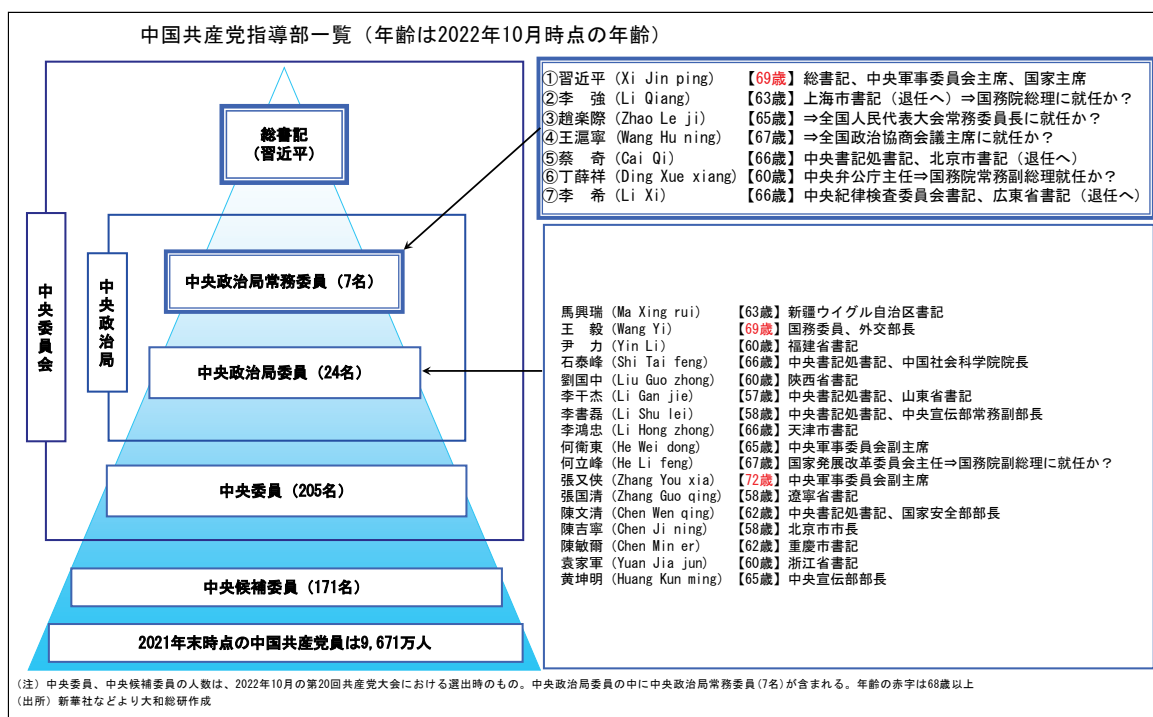 中国共産党指導部一覧（年齢は2022年10月時点の年齢）
①習近平（Xi Jin ping）　【69歳】総書記、中央軍事委員会主席、国家主席
②李　強（Li Qiang）　【63歳】上海市書記（退任へ）⇒国務院総理に就任か？
③趙楽際（Zhao Le ji）　【65歳】⇒全国人民代表大会常務委員長に就任か？
④王滬寧（Wang Hu ning）　【67歳】⇒全国政治協商会議主席に就任か？
⑤蔡　奇（Cai Qi）　【66歳】中央書記処書記、北京市書記（退任へ）
⑥丁薛祥（Ding Xue xiang）【60歳】中央弁公庁主任⇒国務院常務副総理就任か？
⑦李　希（Li Xi）　【66歳】中央紀律検査委員会書記、広東省書記（退任へ）
総書記
（習近平）
中央政治局常務委員（7名）
中央政治局委員（24名）
中央委員（205名）
中央候補委員（171名）
2021年末時点の中国共産党員は9,671万人
中央委員会
中央政治局
馬興瑞（Ma Xing rui）　【63歳】新疆ウイグル自治区書記
王　毅（Wang Yi）　【69歳】国務委員、外交部長
尹　力（Yin Li）　【60歳】福建省書記
石泰峰（Shi Tai feng）　【66歳】中央書記処書記、中国社会科学院院長
劉国中（Liu Guo zhong）　【60歳】陝西省書記
李干杰（Li Gan jie）　【57歳】中央書記処書記、山東省書記
李書磊（Li Shu lei）　【58歳】中央書記処書記、中央宣伝部常務副部長
李鴻忠（Li Hong zhong）　【66歳】天津市書記
何衛東（He Wei dong）　【65歳】中央軍事委員会副主席
何立峰（He Li feng）　【67歳】国家発展改革委員会主任⇒国務院副総理に就任か？
張又侠（Zhang You xia）　【72歳】中央軍事委員会副主席
張国清（Zhang Guo qing）　【58歳】遼寧省書記
陳文清（Chen Wen qing）　【62歳】中央書記処書記、国家安全部部長
陳吉寧（Chen Ji ning）　【58歳】北京市市長
陳敏爾（Chen Min er）　【62歳】重慶市書記
袁家軍（Yuan Jia jun）　【60歳】浙江省書記
黄坤明（Huang Kun ming）　【65歳】中央宣伝部部長
（注）中央委員、中央候補委員の人数は、2022年10月の第20回共産党大会における選出時のもの。中央政治局委員の中に中央政治局常務委員(7名)が含まれる。年齢の赤字は68歳以上
（出所）新華社などより大和総研作成